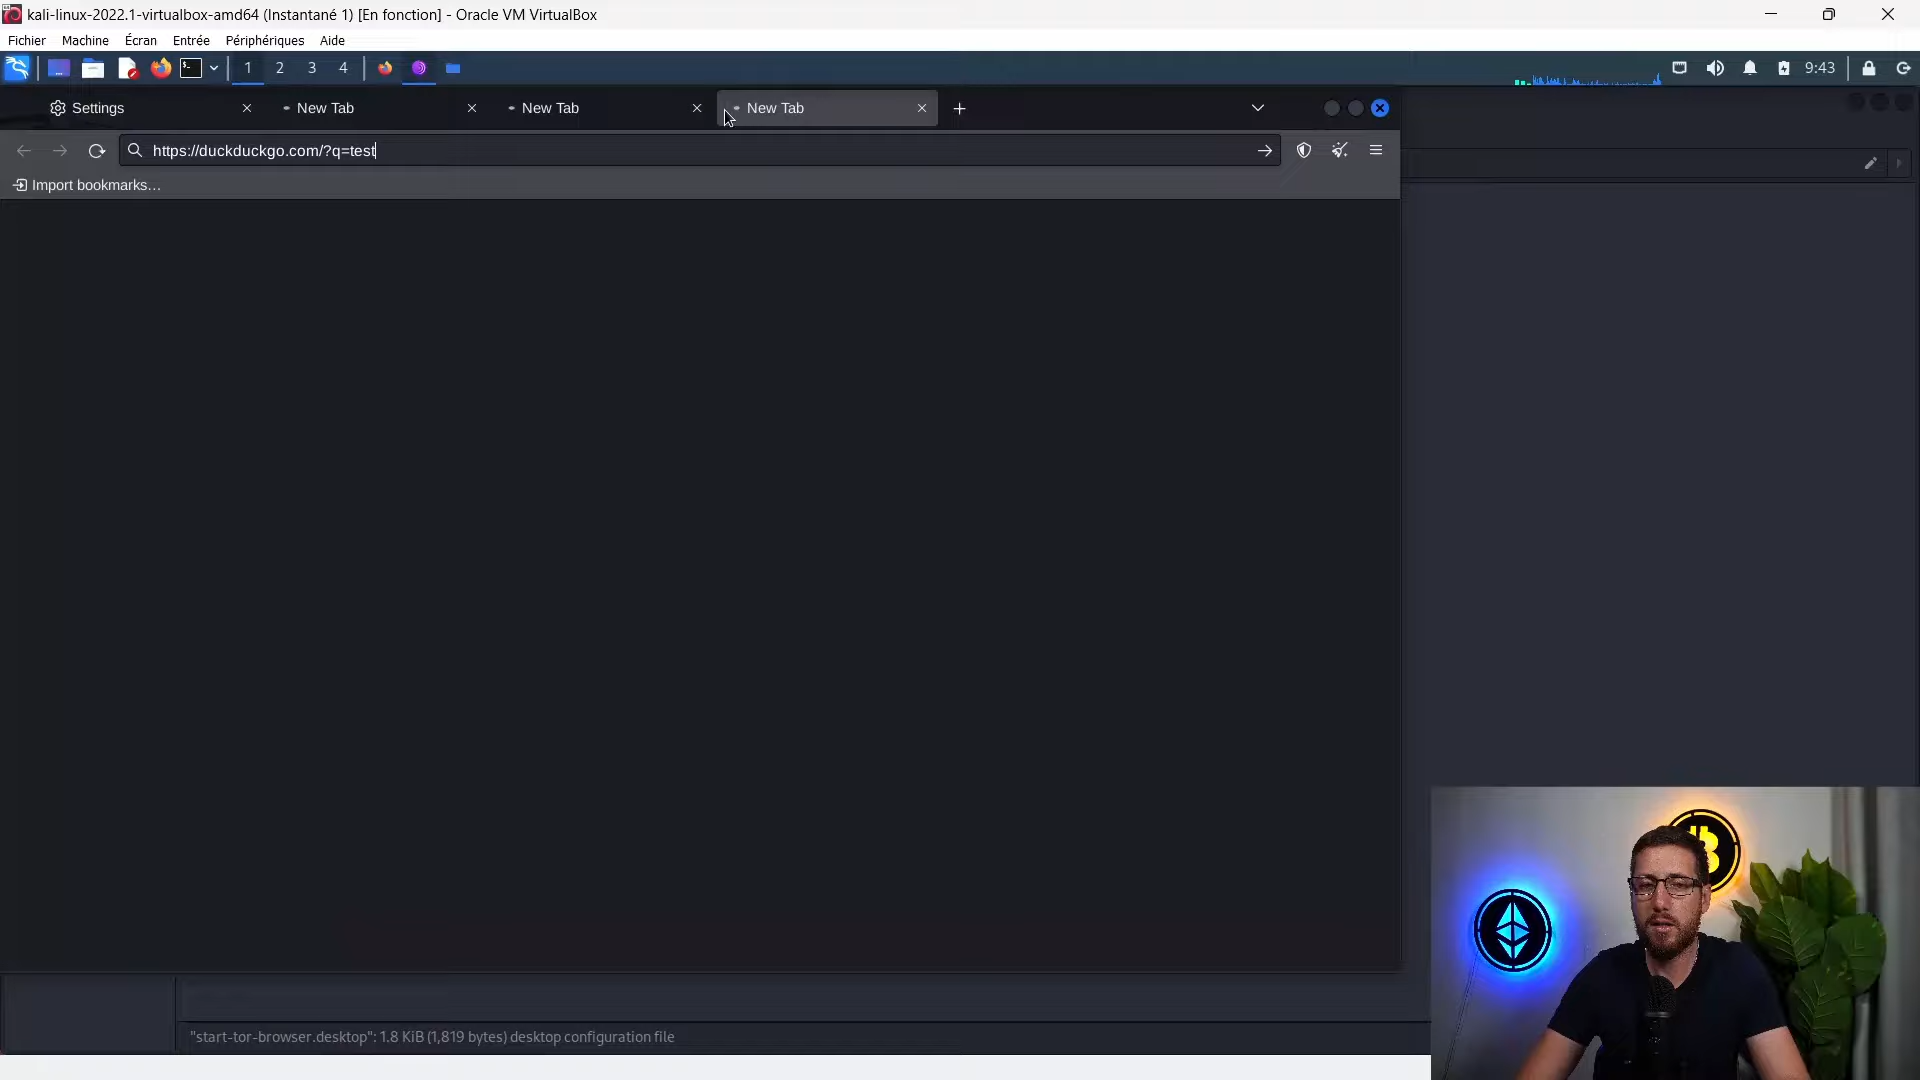 kali-linux-2022.1-virtualbox-amd64 (Instantané 1) [En fonction] - Oracle VM VirtualBox
Fichier Machine Écran Entrée Périphériques Aide
1 2 3 4 9:43
Settings New Tab New Tab New Tab
https://duckduckgo.com/?q=test
Import bookmarks...
"start-tor-browser.desktop": 1.8 KiB (1,819 bytes) desktop configuration file